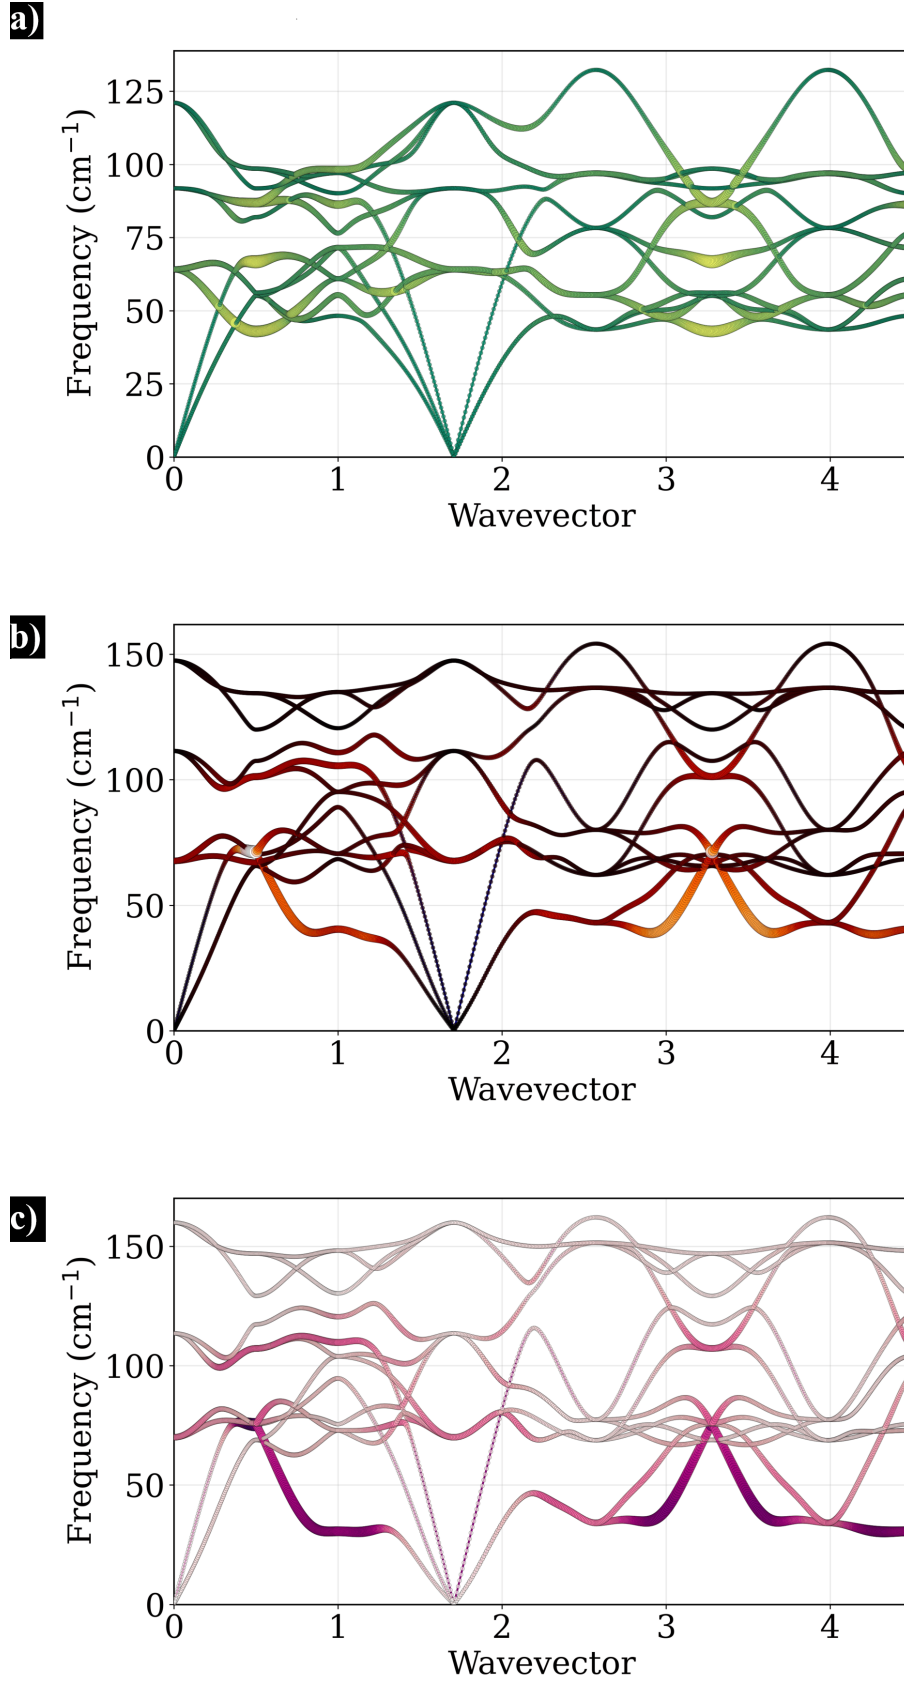 a)
125
100
75
50
25
0
Frequency (cm⁻¹)
0 1 2 3 4
Wavevector
b)
150
100
50
0
Frequency (cm⁻¹)
0 1 2 3 4
Wavevector
c)
150
100
50
0
Frequency (cm⁻¹)
0 1 2 3 4
Wavevector